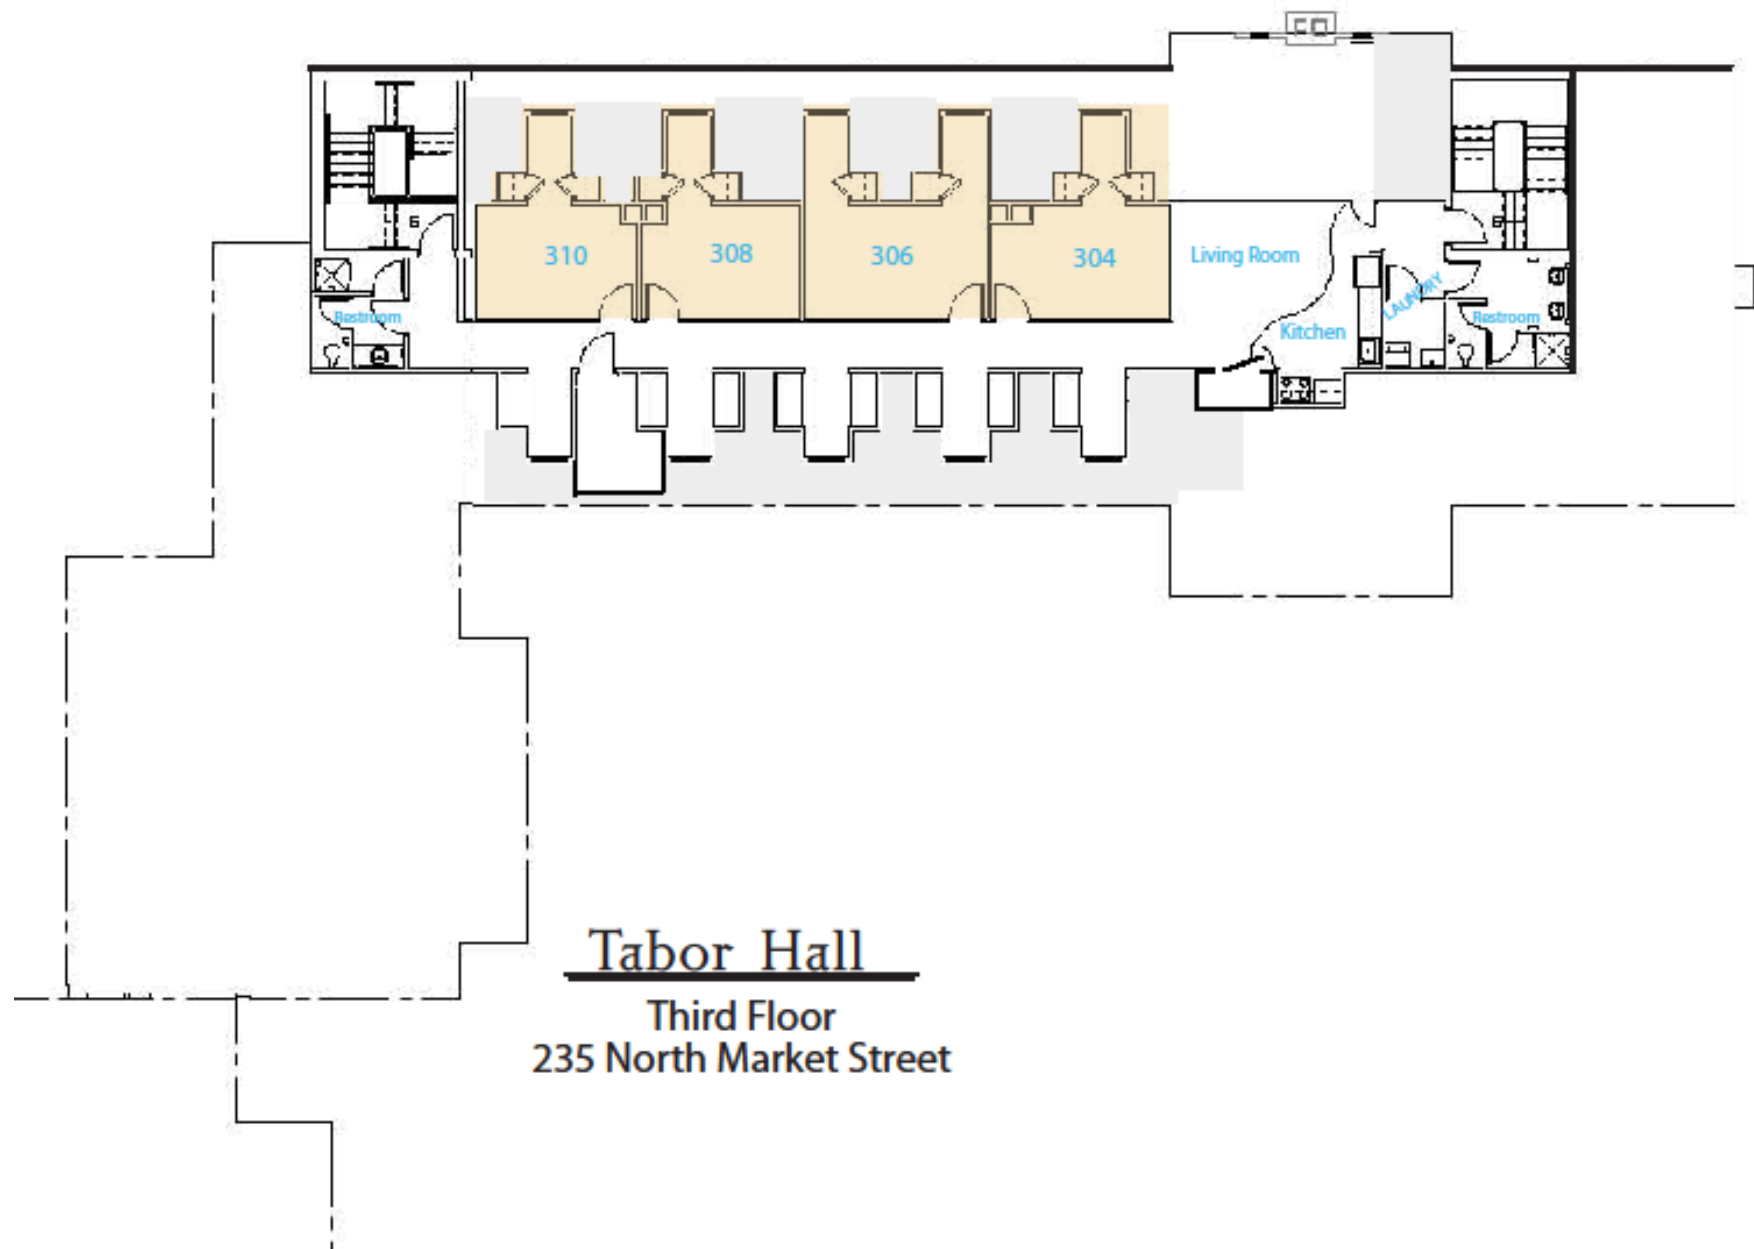 310
308
306
304
Living Room
LAUNDRY
Restroom
Restroom
Kitchen
Tabor Hall
Third Floor
235 North Market Street